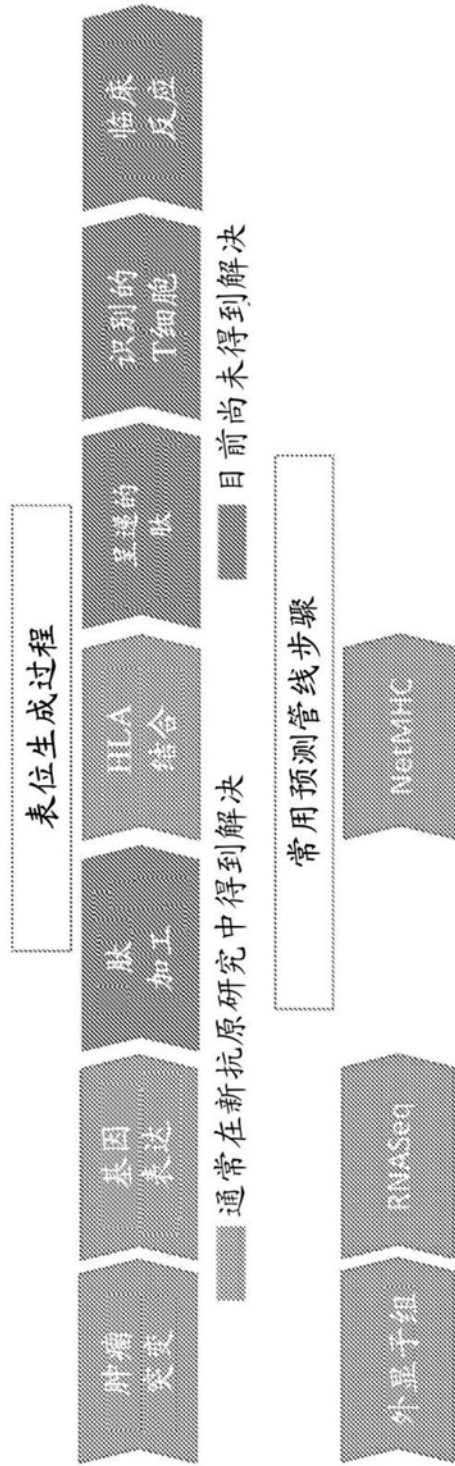 表位生成过程
肿瘤
突变
基因
表达
肽
加工
HLA
结合
呈递的
肽
识别的
T细胞
临床
反应
通常在新抗原研究中得到解决
目前尚未得到解决
常用预测管线步骤
外显子组
RNASeq
NetMHC